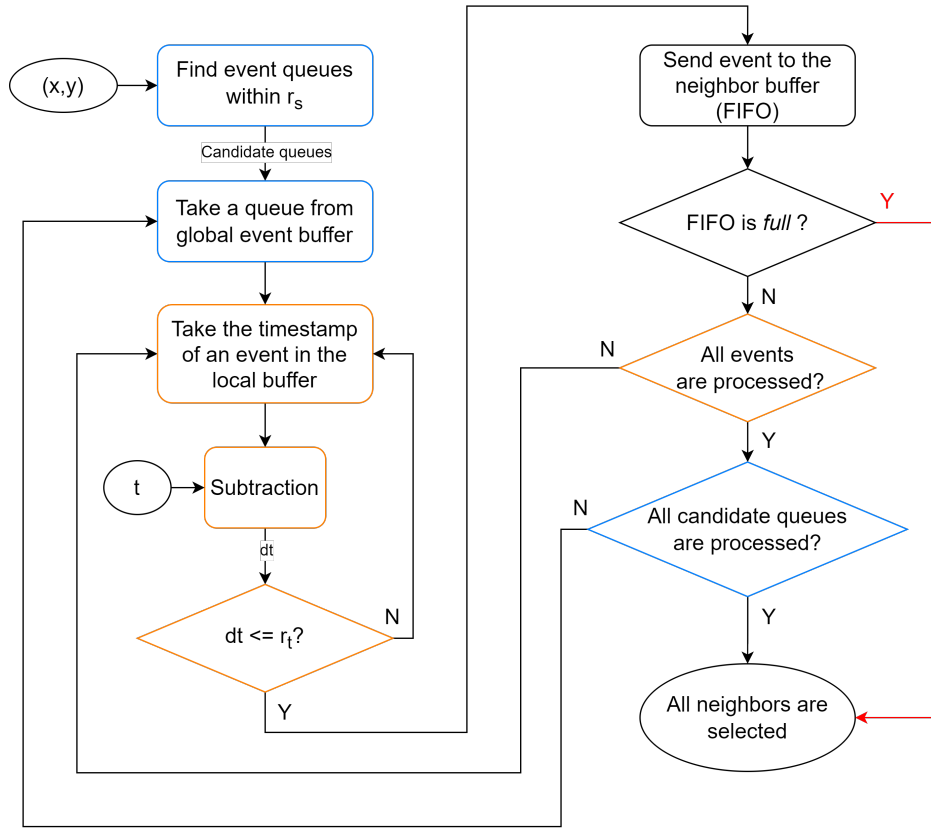 (x,y)
Find event queues
within rₛ
Candidate queues
Take a queue from
global event buffer
Take the timestamp
of an event in the
local buffer
t
Subtraction
dt
dt <= rₜ?
N
Y
Send event to the
neighbor buffer
(FIFO)
FIFO is full ?
Y
N
All events
are processed?
N
Y
All candidate queues
are processed?
N
Y
All neighbors are
selected